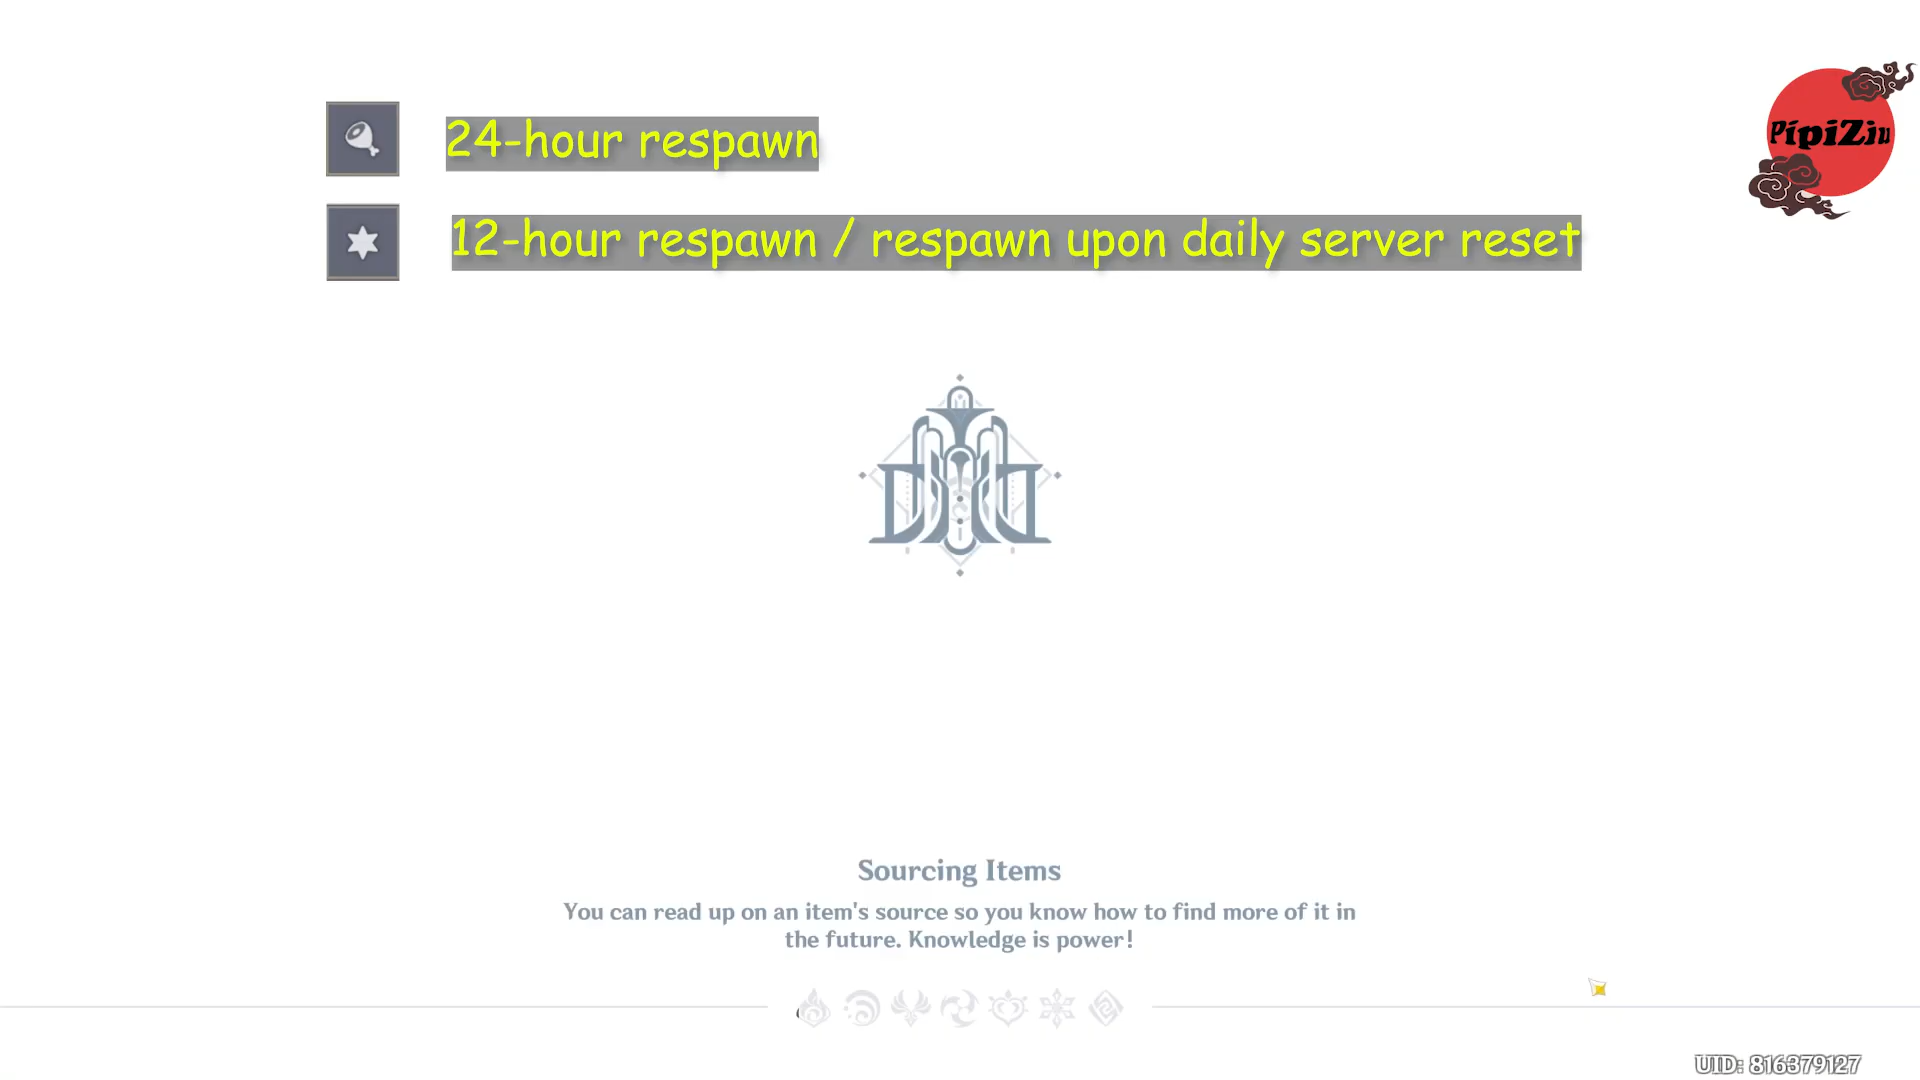 24-hour respawn
PipiZiu
12-hour respawn / respawn upon daily server reset
Sourcing Items
You can read up on an item's source so you know how to find more of it in
the future. Knowledge is power!
UID: 816379127